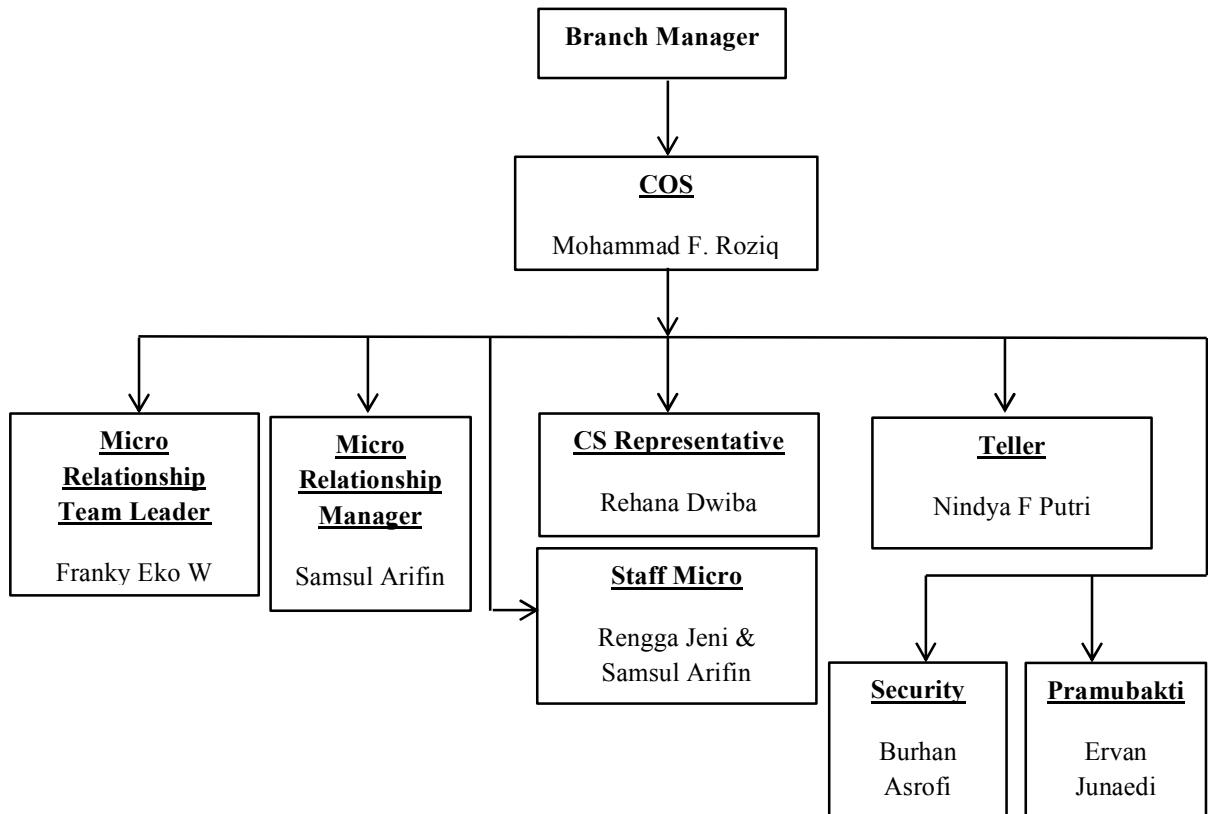 Branch Manager
COS
Mohammad F. Roziq
Micro
Relationship
Team Leader
Franky Eko W
Micro
Relationship
Manager
Samsul Arifin
CS Representative
Rehana Dwiba
Teller
Nindya F Putri
Staff Micro
Rengga Jeni &
Samsul Arifin
Security
Burhan
Asrofi
Pramubakti
Ervan
Junaedi